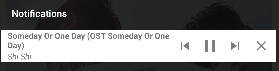 Notifications
Someday Or One Day (OST Someday Or One
Day)
Shi Shi